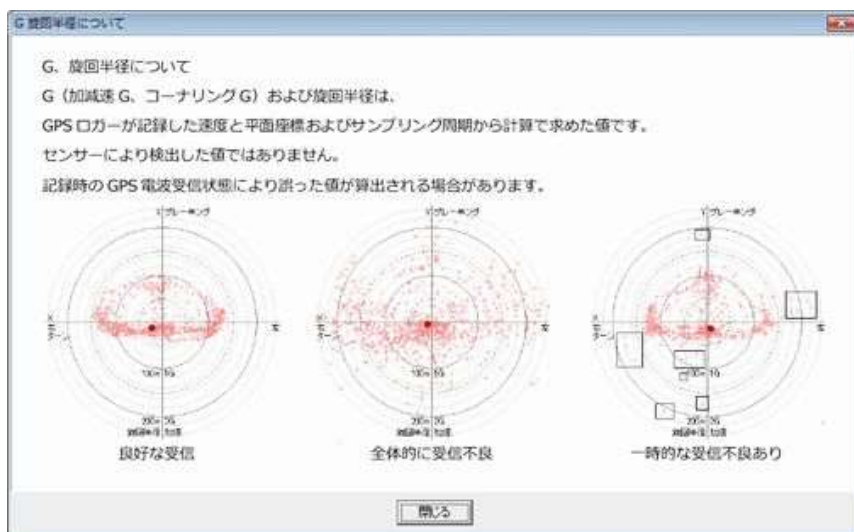 G 旋回半径について
G、旋回半径について
G（加減速 G、コーナリング G）および旋回半径は、
GPS ロガーが記録した速度と平面座標およびサンプリング周期から計算で求めた値です。
センサーにより検出した値ではありません。
記録時の GPS 電波受信状態により誤った値が算出される場合があります。
良好な受信
全体的に受信不良
一時的な受信不良あり
閉じる